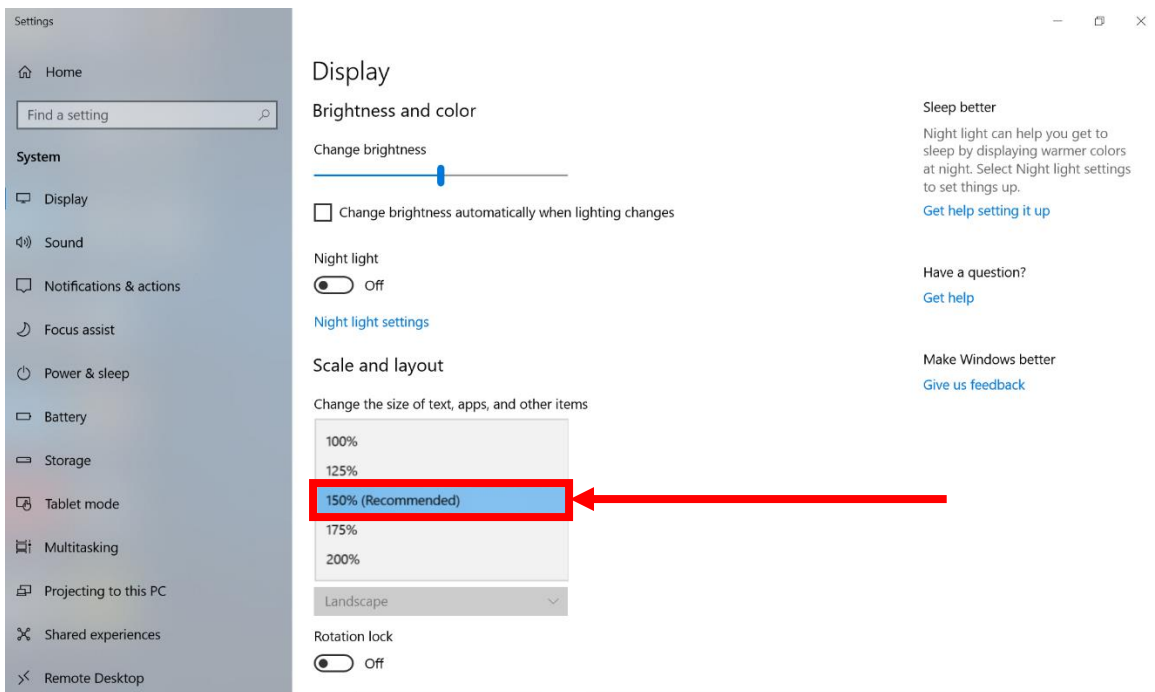 Settings
Home
Find a setting
System
Display
Sound
Notifications & actions
Focus assist
Power & sleep
Battery
Storage
Tablet mode
Multitasking
Projecting to this PC
Shared experiences
Remote Desktop
Display
Brightness and color
Change brightness
Change brightness automatically when lighting changes
Night light
Off
Night light settings
Scale and layout
Change the size of text, apps, and other items
100%
125%
150% (Recommended)
175%
200%
Landscape
Rotation lock
Off
Sleep better
Night light can help you get to
sleep by displaying warmer colors
at night. Select Night light settings
to set things up.
Get help setting it up
Have a question?
Get help
Make Windows better
Give us feedback